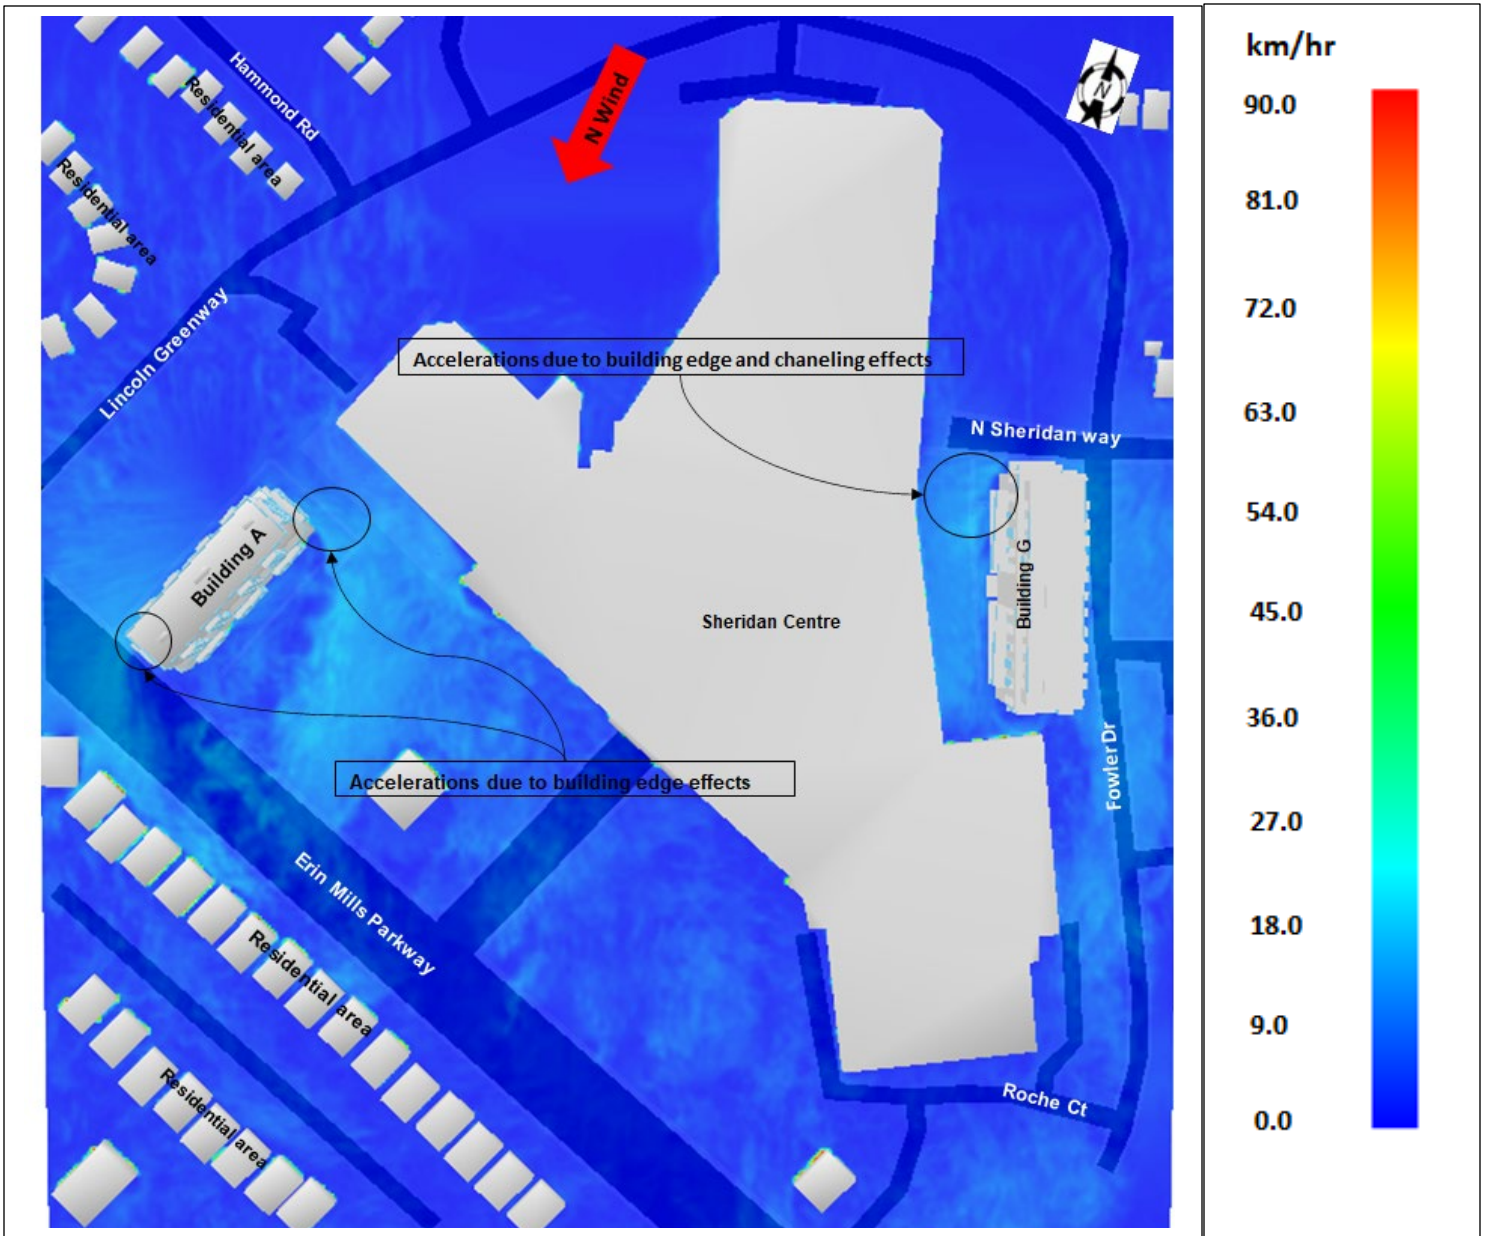 km/hr
90.0
81.0
72.0
63.0
54.0
45.0
36.0
27.0
18.0
9.0
0.0
Hammond Rd
Residential area
Residential area
N Wind
N
Lincoln Greenway
Accelerations due to building edge and chaneling effects
N Sheridan way
Building A
Building G
Sheridan Centre
Fowler Dr
Accelerations due to building edge effects
Erin Mills Parkway
Residential area
Residential area
Roche Ct